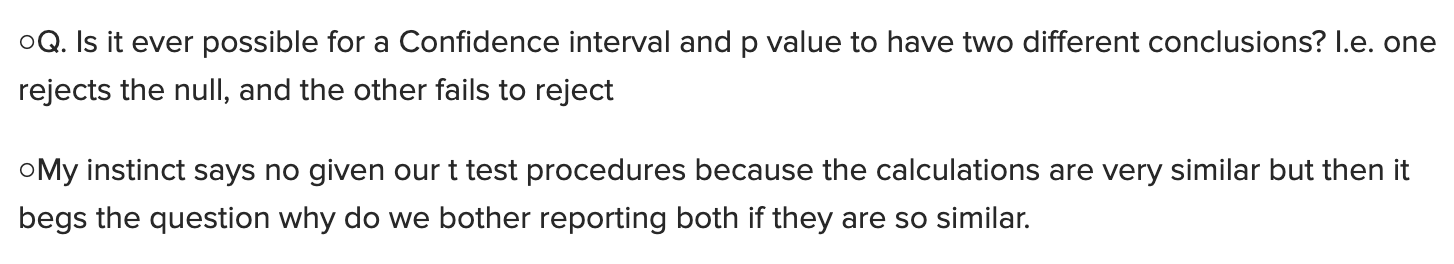 ○Q. Is it ever possible for a Confidence interval and p value to have two different conclusions? I.e. one
rejects the null, and the other fails to reject
○My instinct says no given our t test procedures because the calculations are very similar but then it
begs the question why do we bother reporting both if they are so similar.